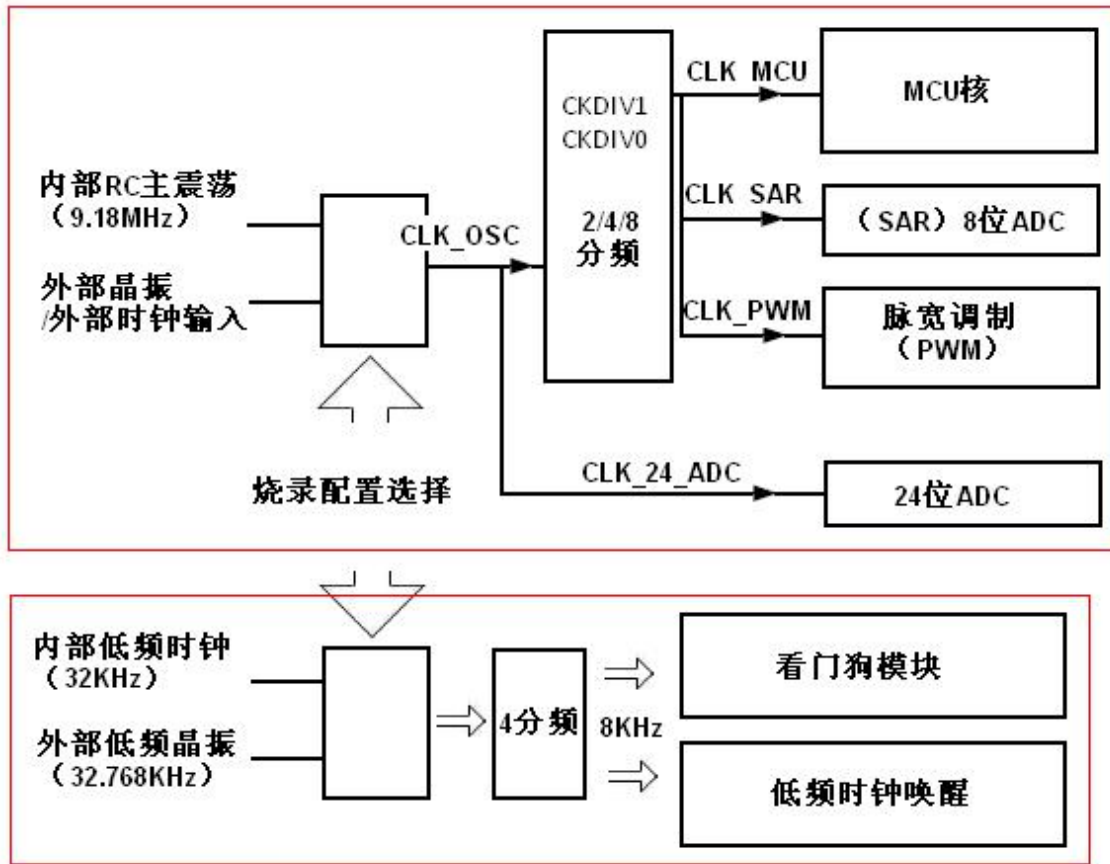 内部RC主震荡
（9.18MHz）
外部晶振
/外部时钟输入
CLK_OSC
CKDIV1
CKDIV0
2/4/8
分频
CLK_MCU
MCU核
CLK_SAR
（SAR）8位ADC
CLK_PWM
脉宽调制
（PWM）
烧录配置选择
CLK_24_ADC
24位ADC
内部低频时钟
（32KHz）
外部低频晶振
（32.768KHz）
4分频
8KHz
看门狗模块
低频时钟唤醒